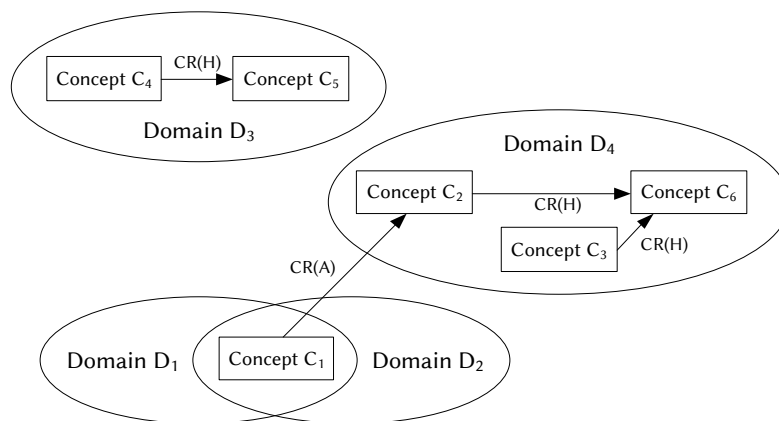 CR(H)
Concept C₄
Concept C₅
Domain D₃
Domain D₄
Concept C₂
Concept C₆
CR(H)
Concept C₃
CR(H)
CR(A)
Domain D₁
Concept C₁
Domain D₂